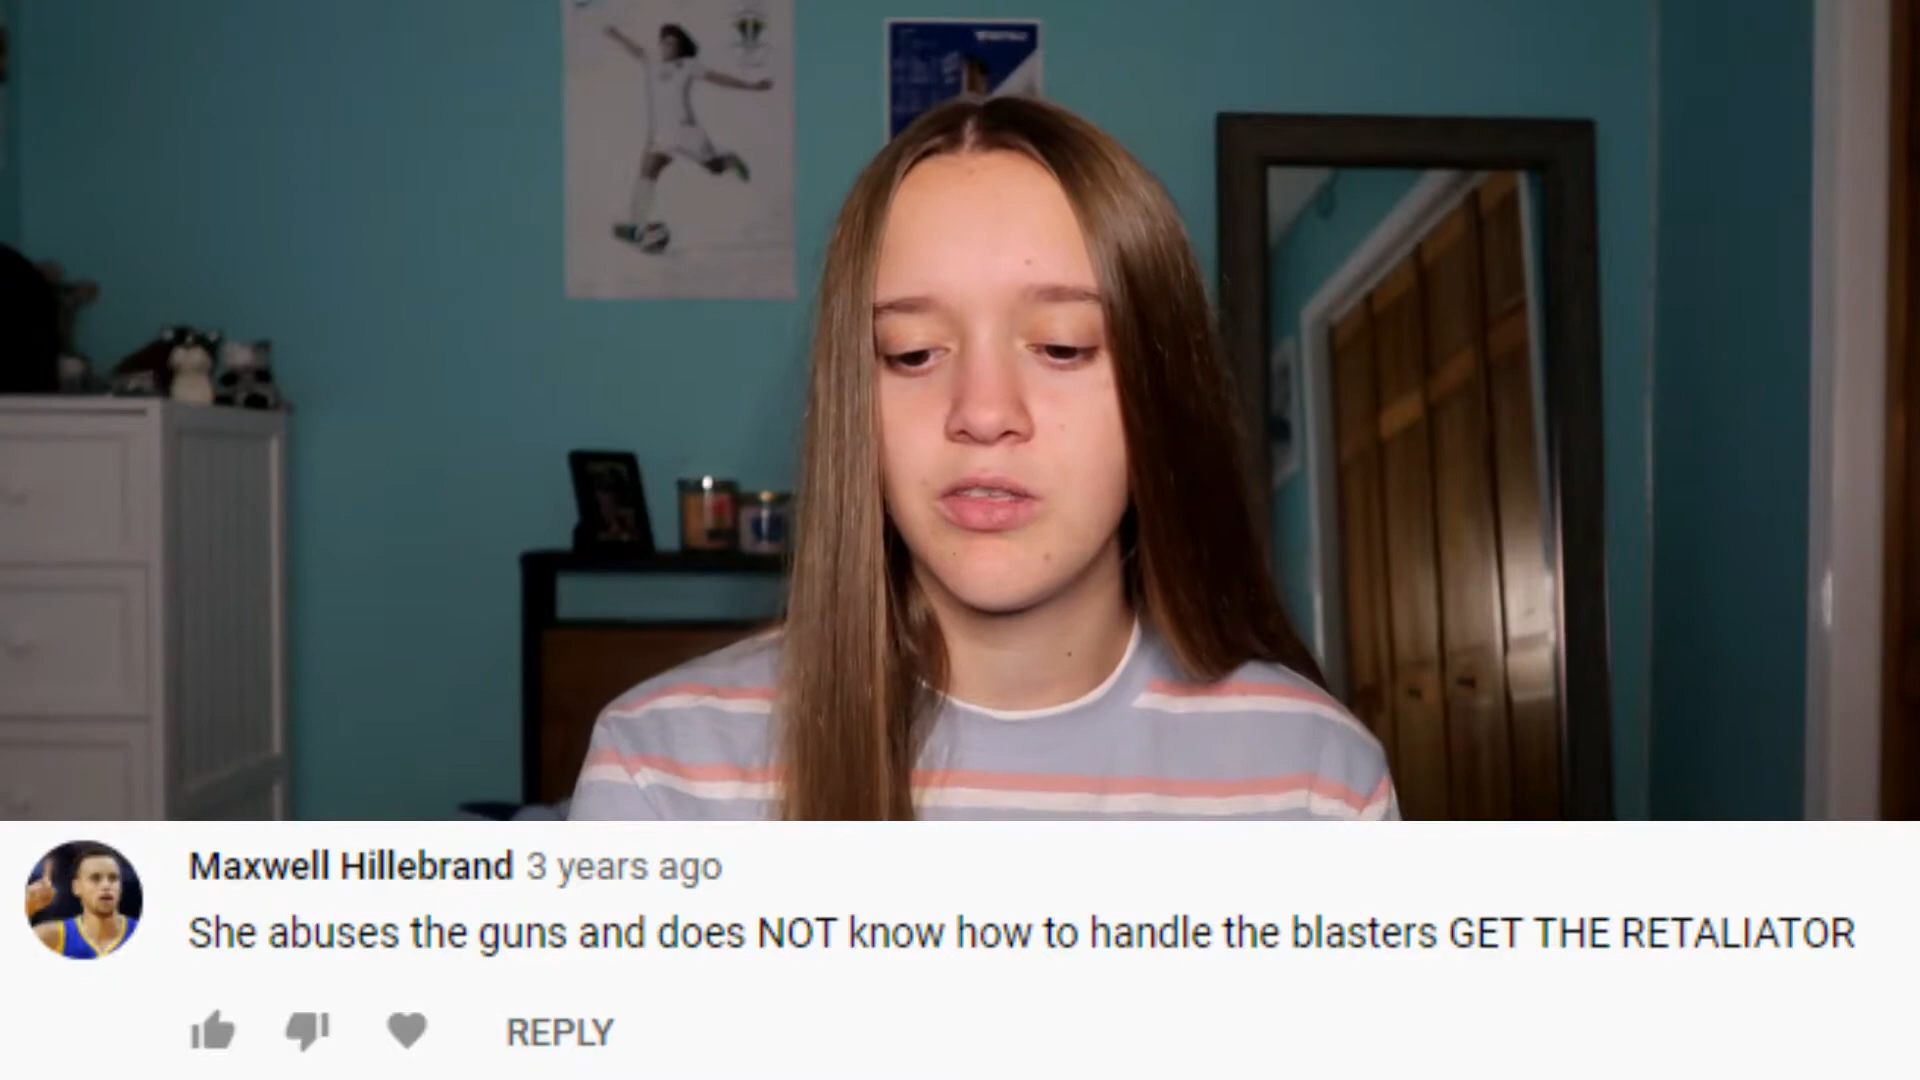 Maxwell Hillebrand 3 years ago
She abuses the guns and does NOT know how to handle the blasters GET THE RETALIATOR
REPLY